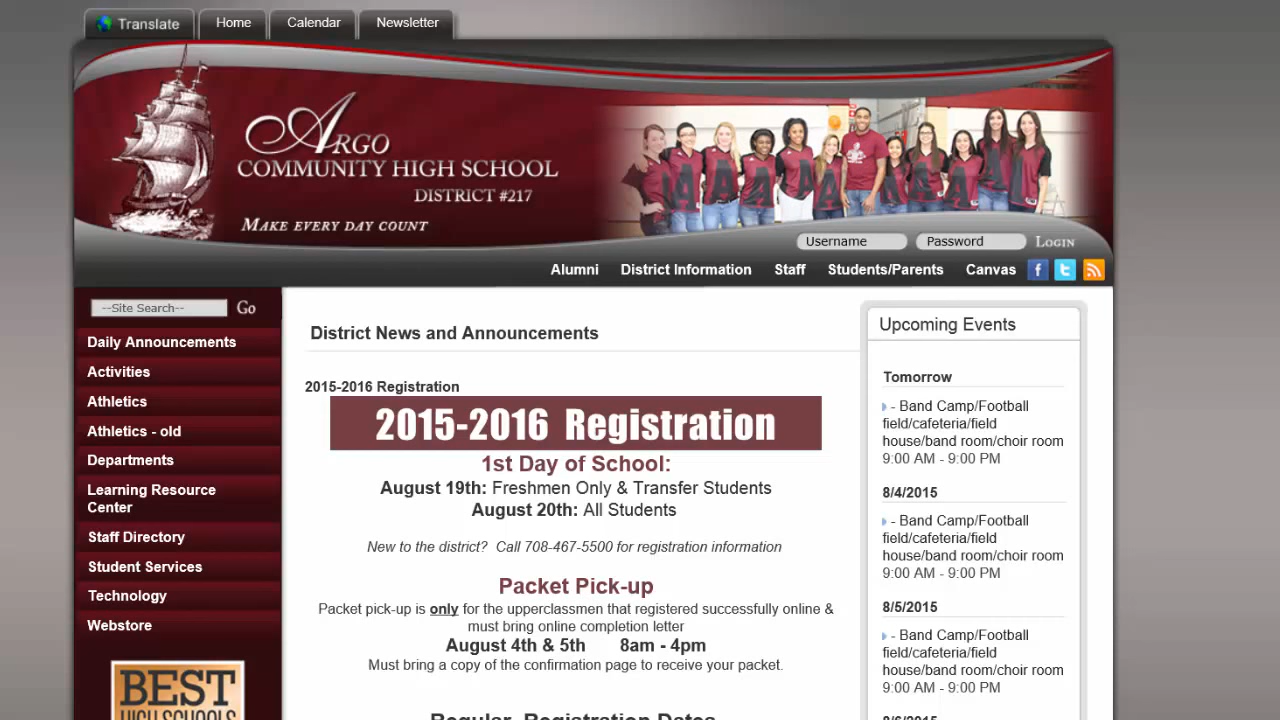 Translate
Home
Calendar
Newsletter
ARGO
COMMUNITY HIGH SCHOOL
DISTRICT #217
MAKE EVERY DAY COUNT
Username
Password
LOGIN
Alumni
District Information
Staff
Students/Parents
Canvas
--Site Search--
Go
Daily Announcements
Activities
Athletics
Athletics - old
Departments
Learning Resource
Center
Staff Directory
Student Services
Technology
Webstore
BEST
HIGH SCHOOLS
District News and Announcements
2015-2016 Registration
2015-2016 Registration
1st Day of School:
August 19th: Freshmen Only & Transfer Students
August 20th: All Students
New to the district? Call 708-467-5500 for registration information
Packet Pick-up
Packet pick-up is only for the upperclassmen that registered successfully online &
must bring online completion letter
August 4th & 5th 8am - 4pm
Must bring a copy of the confirmation page to receive your packet.
Regular Registration Dates
Upcoming Events
Tomorrow
- Band Camp/Football
field/cafeteria/field
house/band room/choir room
9:00 AM - 9:00 PM
8/4/2015
- Band Camp/Football
field/cafeteria/field
house/band room/choir room
9:00 AM - 9:00 PM
8/5/2015
- Band Camp/Football
field/cafeteria/field
house/band room/choir room
9:00 AM - 9:00 PM
8/6/2015